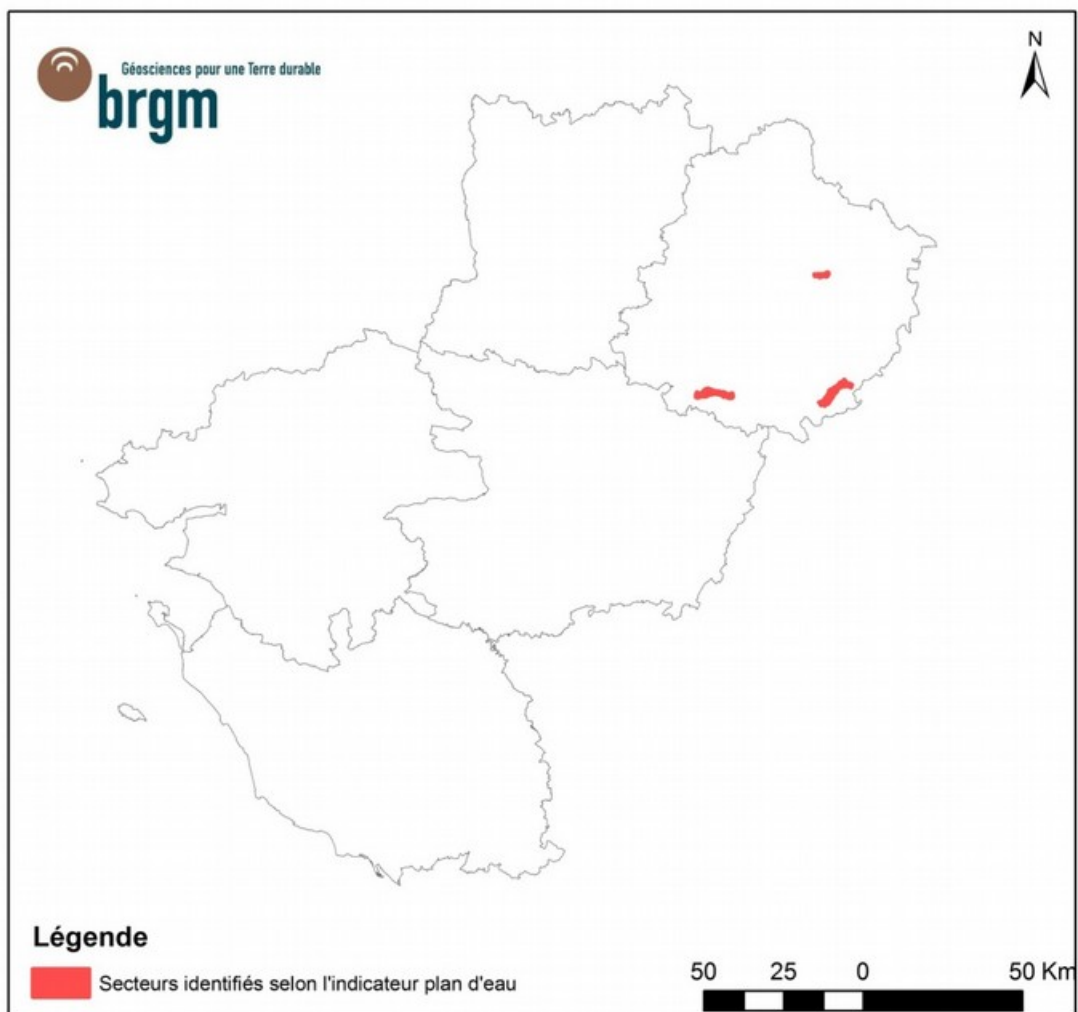 Géosciences pour une Terre durable
brgm
N
Légende
Secteurs identifiés selon l'indicateur plan d'eau
50 25 0 50 Km